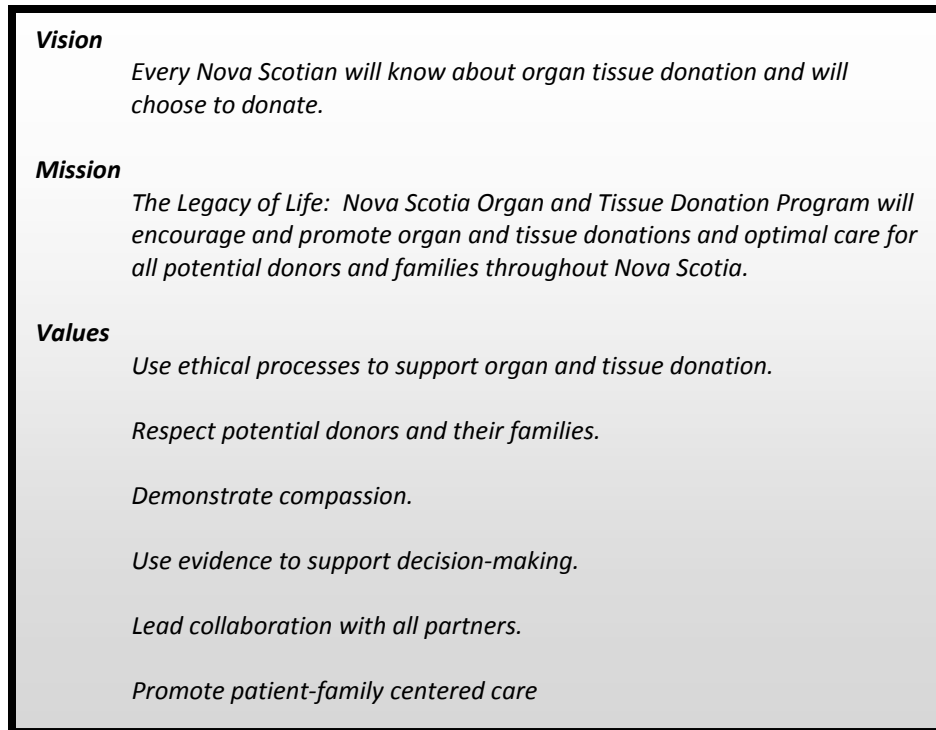 Vision
Every Nova Scotian will know about organ tissue donation and will
choose to donate.
Mission
The Legacy of Life:  Nova Scotia Organ and Tissue Donation Program will
encourage and promote organ and tissue donations and optimal care for
all potential donors and families throughout Nova Scotia.
Values
Use ethical processes to support organ and tissue donation.
Respect potential donors and their families.
Demonstrate compassion.
Use evidence to support decision-making.
Lead collaboration with all partners.
Promote patient-family centered care